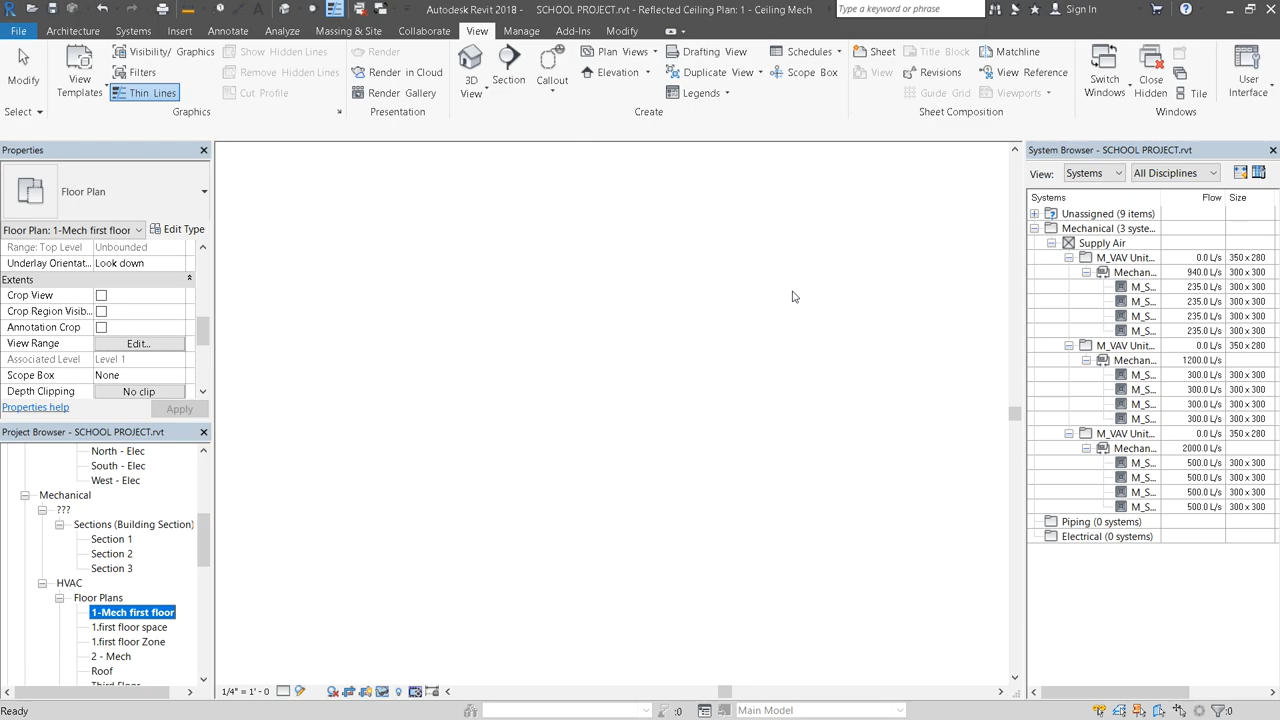 Autodesk Revit 2018 - SCHOOL PROJECT.rvt - Reflected Ceiling Plan: 1 - Ceiling Mech
Type a keyword or phrase
Sign In
File Architecture Systems Insert Annotate Analyze Massing & Site Collaborate View Manage Add-Ins Modify
Modify
Select
View
Templates
Visibility/ Graphics
Filters
Thin Lines
Show Hidden Lines
Remove Hidden Lines
Cut Profile
Graphics
Render
Render in Cloud
Render Gallery
Presentation
3D
View
Section
Callout
Plan Views
Elevation
Drafting View
Duplicate View
Legends
Schedules
Scope Box
Create
Sheet
View
Title Block
Revisions
Guide Grid
Matchline
View Reference
Viewports
Sheet Composition
Switch
Windows
Close
Hidden
Tile
Windows
User
Interface
Properties
Floor Plan
Floor Plan: 1-Mech first floor
Edit Type
Range: Top Level Unbounded
Underlay Orientat... Look down
Extents
Crop View
Crop Region Visib...
Annotation Crop
View Range Edit...
Associated Level Level 1
Scope Box None
Depth Clipping No clip
Properties help
Apply
Project Browser - SCHOOL PROJECT.rvt
North - Elec
South - Elec
West - Elec
Mechanical
???
Sections (Building Section)
Section 1
Section 2
Section 3
HVAC
Floor Plans
1-Mech first floor
1.first floor space
1.first floor Zone
2 - Mech
Roof
Third Floor
1/4" = 1' - 0
Ready
:0
Main Model
:0
System Browser - SCHOOL PROJECT.rvt
View: Systems All Disciplines
Systems Flow Size
Unassigned (9 items)
Mechanical (3 syste...
Supply Air
M_VAV Unit... 0.0 L/s 350 x 280
Mechan... 940.0 L/s 300 x 300
M_S... 235.0 L/s 300 x 300
M_S... 235.0 L/s 300 x 300
M_S... 235.0 L/s 300 x 300
M_S... 235.0 L/s 300 x 300
M_VAV Unit... 0.0 L/s 350 x 280
Mechan... 1200.0 L/s
M_S... 300.0 L/s 300 x 300
M_S... 300.0 L/s 300 x 300
M_S... 300.0 L/s 300 x 300
M_S... 300.0 L/s 300 x 300
M_VAV Unit... 0.0 L/s 350 x 280
Mechan... 2000.0 L/s
M_S... 500.0 L/s 300 x 300
M_S... 500.0 L/s 300 x 300
M_S... 500.0 L/s 300 x 300
M_S... 500.0 L/s 300 x 300
Piping (0 systems)
Electrical (0 systems)